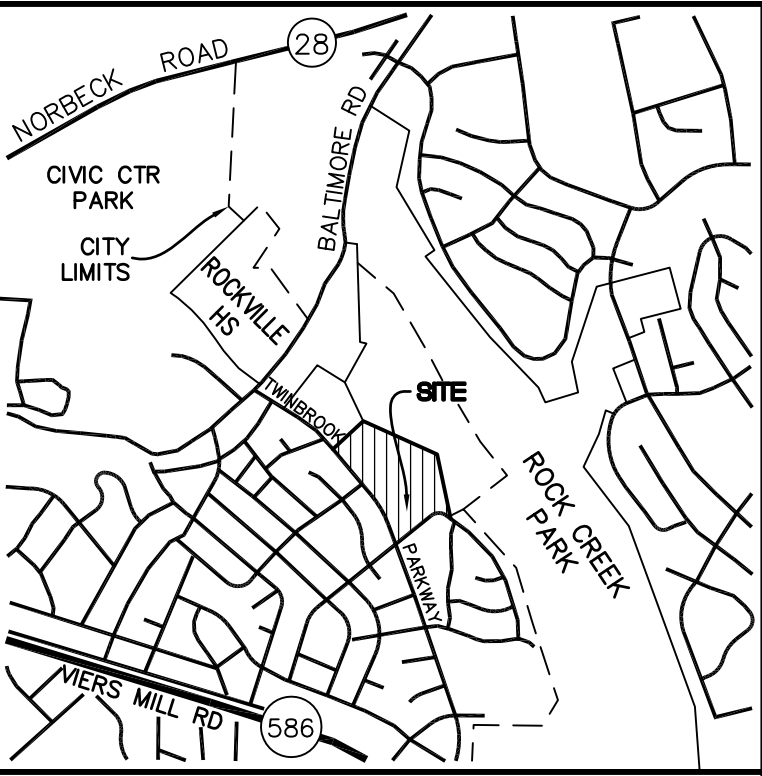 28
NORBECK ROAD
BALTIMORE RD
CIVIC CTR
PARK
CITY
LIMITS
ROCKVILLE
HS
TWINBROOK
SITE
ROCK CREEK
PARK
PARKWAY
VIERS MILL RD
586